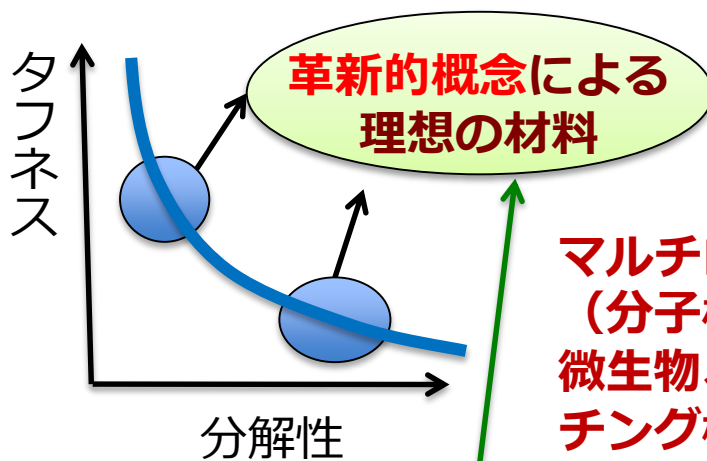 タフネス
革新的概念による
理想の材料
マルチ
（分子
微生物
チング
分解性